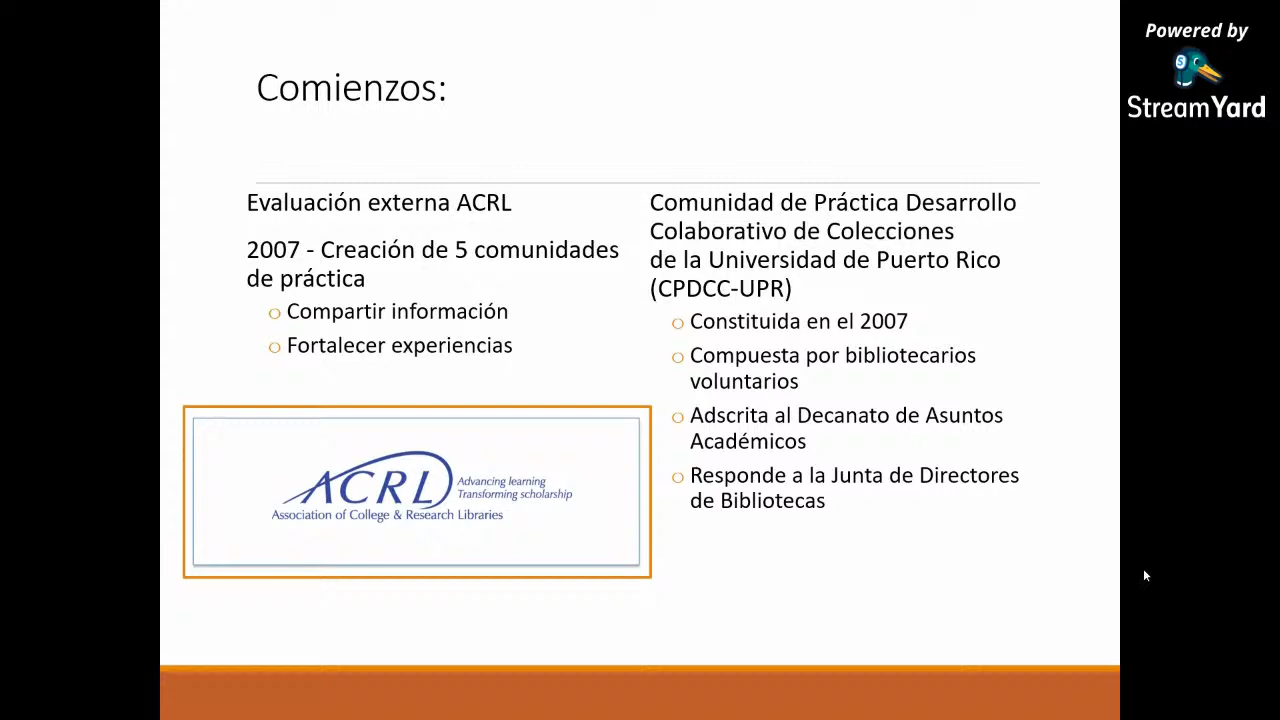 Comienzos:
Evaluación externa ACRL
2007 - Creación de 5 comunidades
de práctica
Compartir información
Fortalecer experiencias
ACRL
Advancing learning
Transforming scholarship
Association of College & Research Libraries
Comunidad de Práctica Desarrollo
Colaborativo de Colecciones
de la Universidad de Puerto Rico
(CPDCC-UPR)
Constituida en el 2007
Compuesta por bibliotecarios
voluntarios
Adscrita al Decanato de Asuntos
Académicos
Responde a la Junta de Directores
de Bibliotecas
Powered by
S
StreamYard